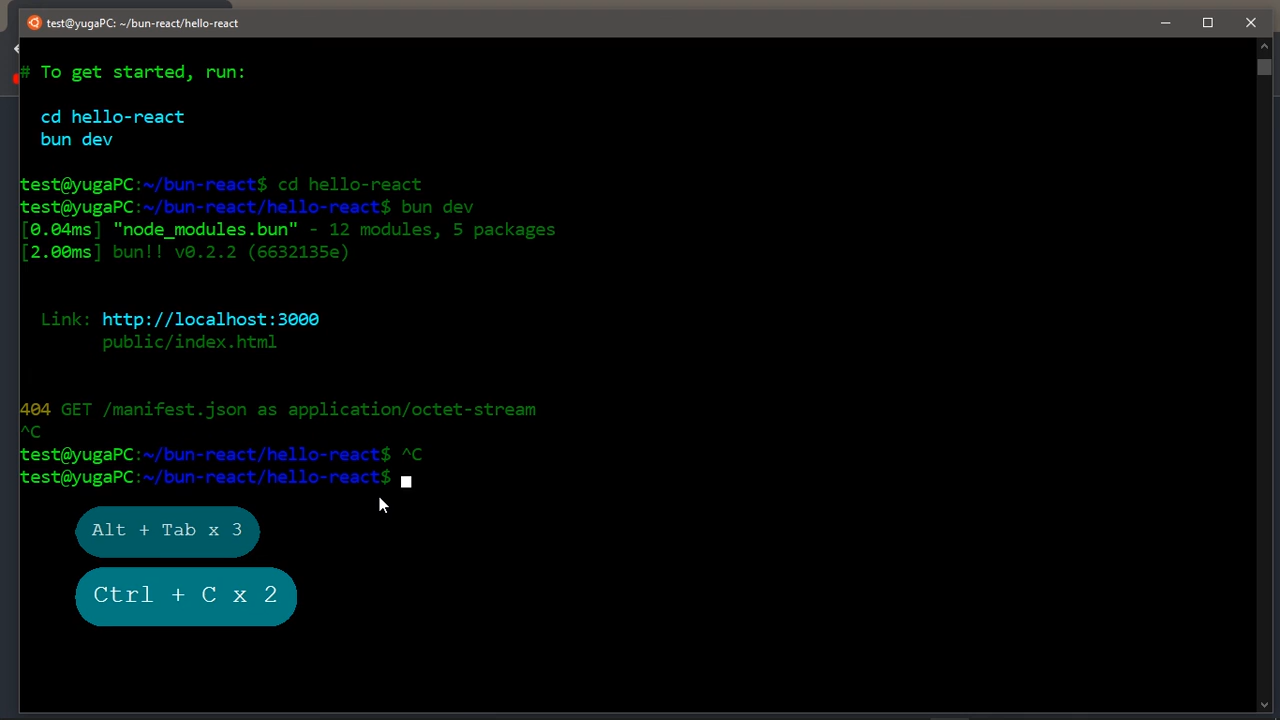 test@yugaPC: ~/bun-react/hello-react
# To get started, run:
cd hello-react
bun dev
test@yugaPC:~/bun-react$ cd hello-react
test@yugaPC:~/bun-react/hello-react$ bun dev
[0.04ms] "node_modules.bun" - 12 modules, 5 packages
[2.00ms] bun!! v0.2.2 (6632135e)
Link: http://localhost:3000
public/index.html
404 GET /manifest.json as application/octet-stream
^C
test@yugaPC:~/bun-react/hello-react$ ^C
test@yugaPC:~/bun-react/hello-react$
Alt + Tab x 3
Ctrl + C x 2